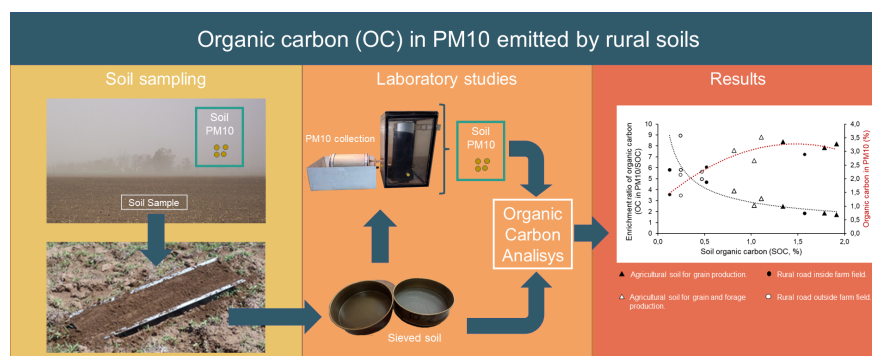 Organic carbon (OC) in PM10 emitted by rural soils
Soil sampling
Soil
PM10
Soil Sample
Laboratory studies
PM10 collection
Soil
PM10
Organic
Carbon
Analisys
Sieved soil
Results
Enrichment ratio of organic carbon
(OC in PM10/SOC)
10
9
8
7
6
5
4
3
2
1
0
4,0
3,5
3,0
2,5
2,0
1,5
1,0
0,5
0,0
Organic carbon in PM10 (%)
0,0 0,5 1,0 1,5 2,0
Soil organic carbon (SOC, %)
Agricultural soil for grain production.
Rural road inside farm field.
Agricultural soil for grain and forage
production.
Rural road outside farm field.